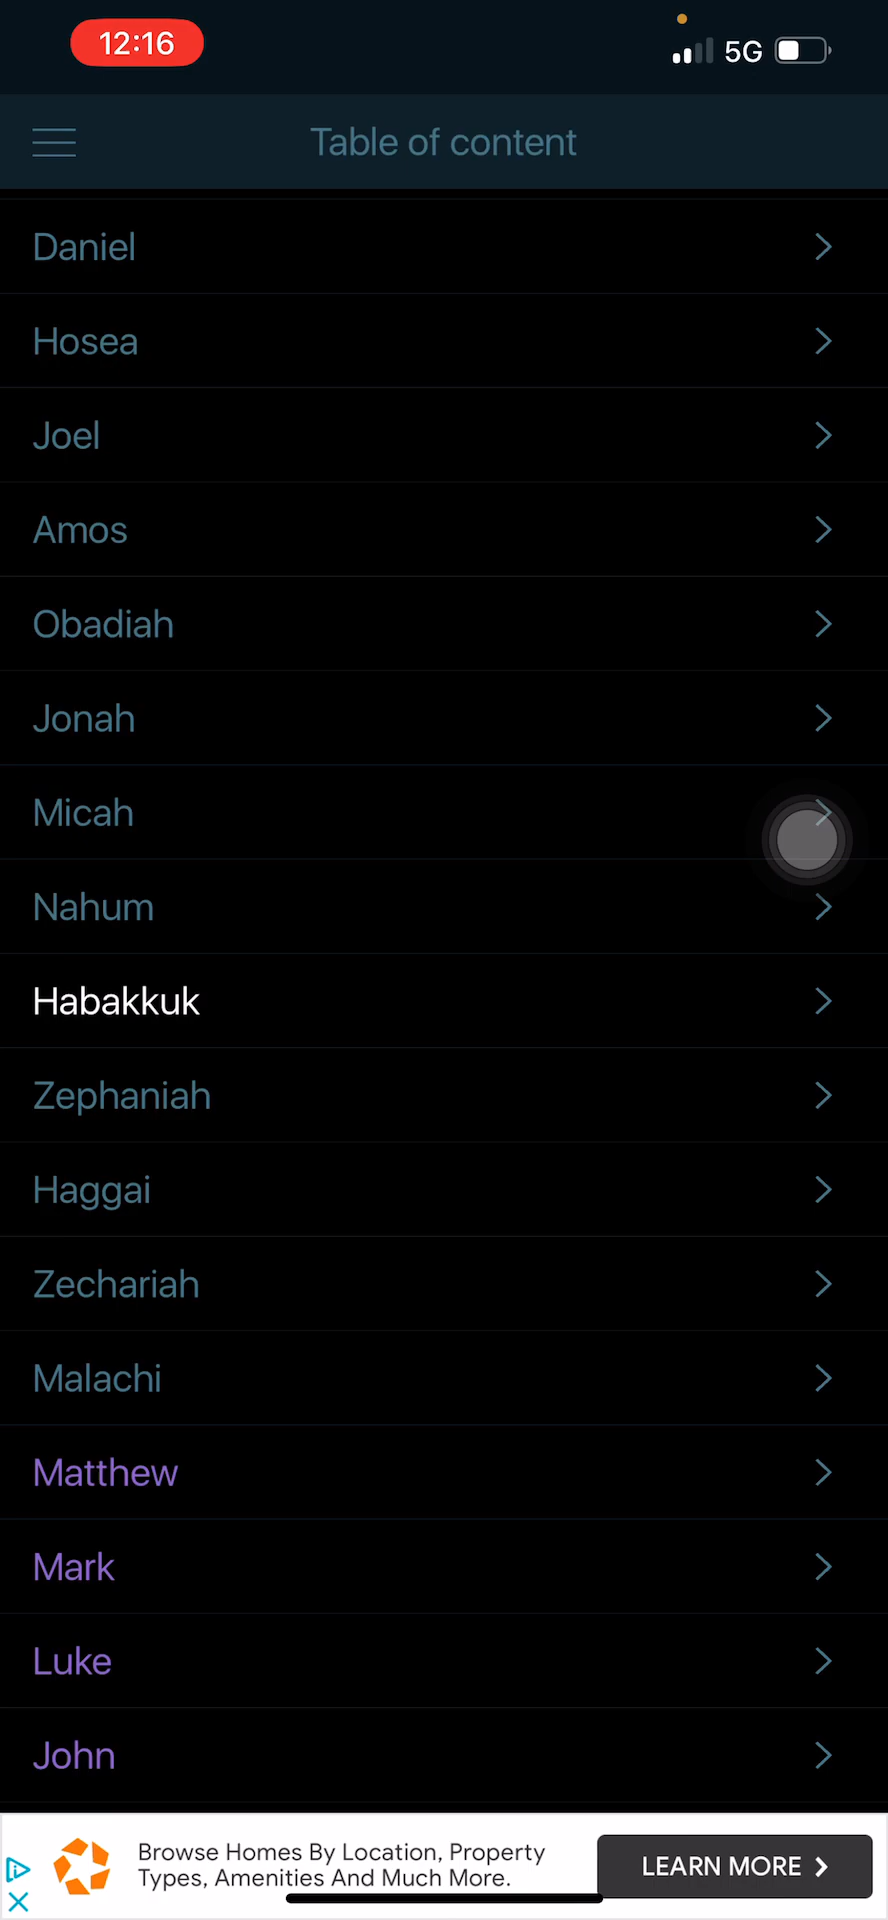 12:16
5G
Table of content
Daniel
Hosea
Joel
Amos
Obadiah
Jonah
Micah
Nahum
Habakkuk
Zephaniah
Haggai
Zechariah
Malachi
Matthew
Mark
Luke
John
Browse Homes By Location, Property
Types, Amenities And Much More.
LEARN MORE